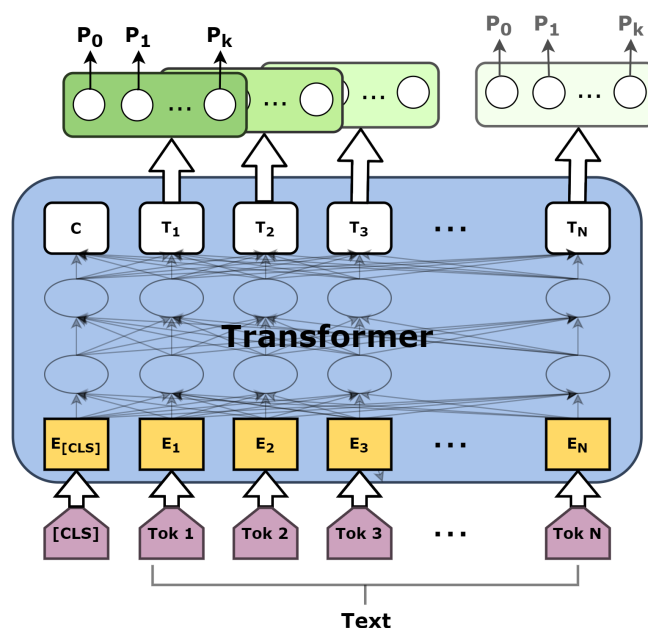 P0 P1 Pk P0 P1 Pk
... ... ... ...
C T1 T2 T3 ... TN
Transformer
E[CLS] E1 E2 E3 ... EN
[CLS] Tok 1 Tok 2 Tok 3 ... Tok N
Text